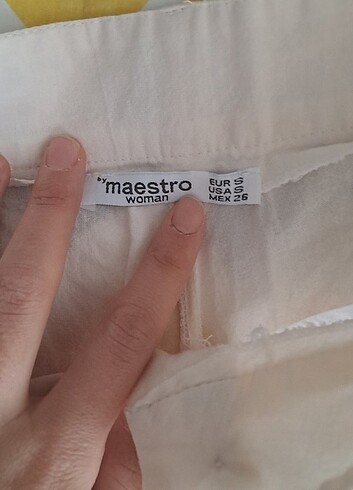 by maestro
woman
EUR S
USA S
MEX 26